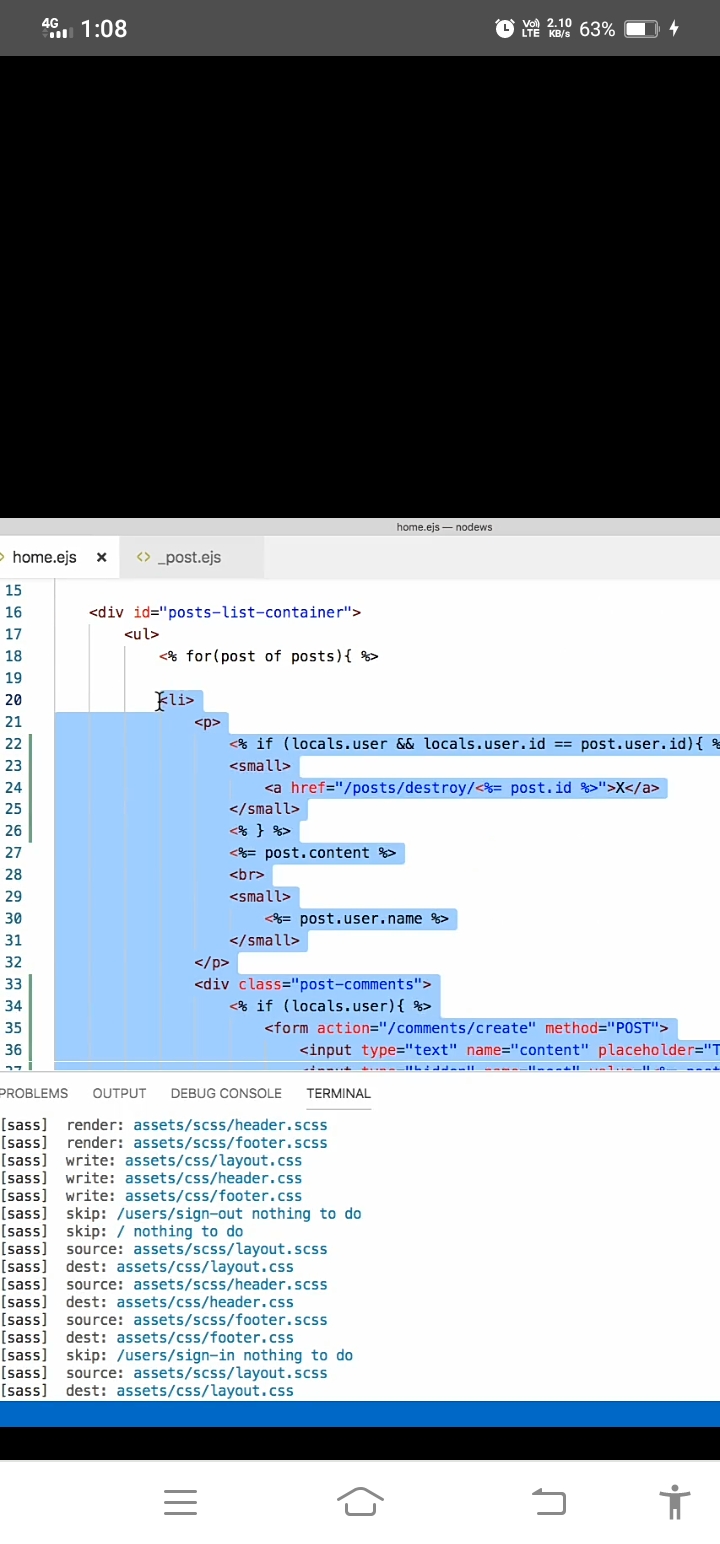 4G 1:08 Vo) LTE 2.10 KB/s 63%
home.ejs — nodews
home.ejs × <> _post.ejs
15
16 <div id="posts-list-container">
17 <ul>
18 <% for(post of posts){ %>
19
20 <li>
21 <p>
22 <% if (locals.user && locals.user.id == post.user.id){ %
23 <small>
24 <a href="/posts/destroy/<%= post.id %>">X</a>
25 </small>
26 <% } %>
27 <%= post.content %>
28 <br>
29 <small>
30 <%= post.user.name %>
31 </small>
32 </p>
33 <div class="post-comments">
34 <% if (locals.user){ %>
35 <form action="/comments/create" method="POST">
36 <input type="text" name="content" placeholder="T
PROBLEMS OUTPUT DEBUG CONSOLE TERMINAL
[sass] render: assets/scss/header.scss
[sass] render: assets/scss/footer.scss
[sass] write: assets/css/layout.css
[sass] write: assets/css/header.css
[sass] write: assets/css/footer.css
[sass] skip: /users/sign-out nothing to do
[sass] skip: / nothing to do
[sass] source: assets/scss/layout.scss
[sass] dest: assets/css/layout.css
[sass] source: assets/scss/header.scss
[sass] dest: assets/css/header.css
[sass] source: assets/scss/footer.scss
[sass] dest: assets/css/footer.css
[sass] skip: /users/sign-in nothing to do
[sass] source: assets/scss/layout.scss
[sass] dest: assets/css/layout.css